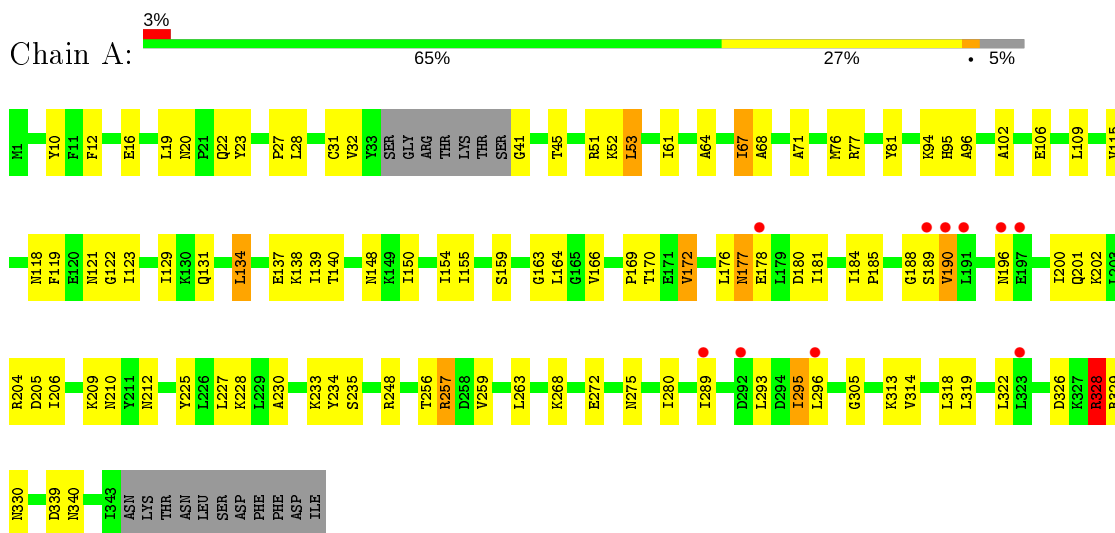 3%
Chain A:
65% 27% • 5%
M1 Y10 F11 F12 E16 L19 N20 P21 Q22 Y23 P27 L28 C31 V32 Y33 SER GLY ARG THR LYS THR SER G41 T45 R51 K52 L53 I61 A64 I67 A68 A71 M76 R77 Y81 K94 H95 A96 A102 E106 L109 V115
N118 F119 E120 N121 G122 I123 I129 K130 Q131 L134 E137 K138 I139 T140 N148 K149 I150 I154 I155 S159 G163 L164 G165 V166 P169 T170 E171 V172 L176 N177 E178 L179 D180 I181 I184 P185 G188 S189 V190 L191 N196 E197 I200 Q201 K202 L203
R204 D205 I206 K209 N210 Y211 N212 Y225 L226 L227 K228 L229 A230 K233 Y234 S235 R248 T256 R257 D258 V259 L263 K268 E272 N275 I280 I289 D292 L293 D294 I295 L296 G305 K313 V314 L318 L319 L322 L323 D326 K327 R328 R329
N330 D339 N340 I343 ASN LYS THR ASN LEU SER ASP PHE PHE ASP ILE